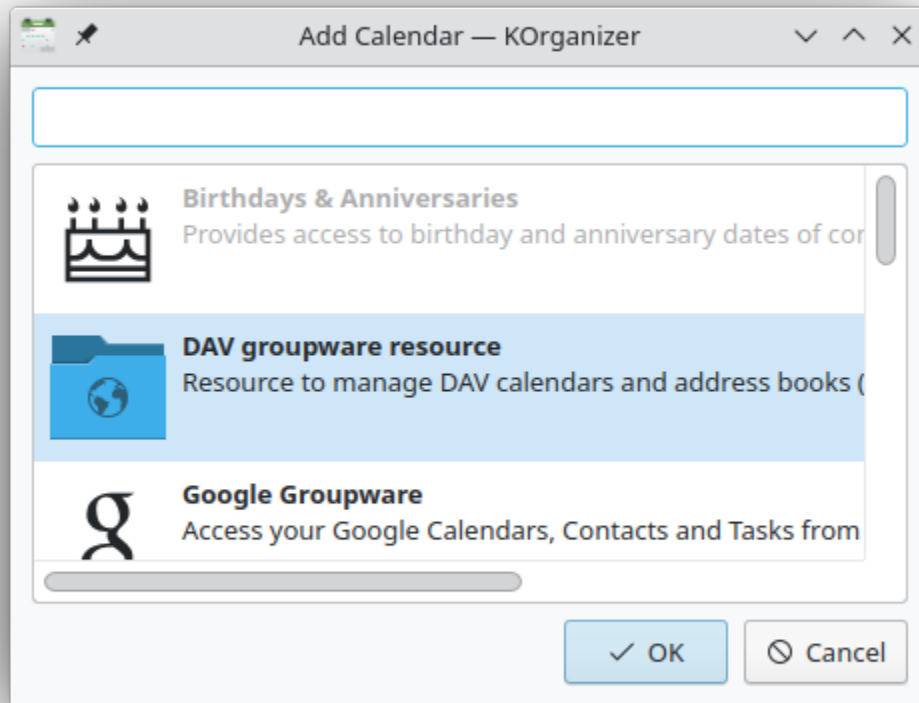 Add Calendar — KOrganizer
Birthdays & Anniversaries
Provides access to birthday and anniversary dates of cor
DAV groupware resource
Resource to manage DAV calendars and address books (
Google Groupware
Access your Google Calendars, Contacts and Tasks from
OK
Cancel